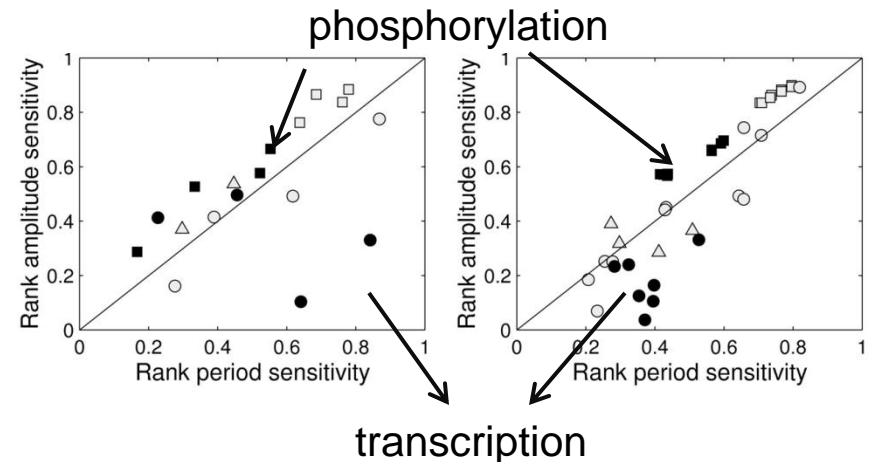 phosphorylation
Rank amplitude sensitivity
1
0.8
0.6
0.4
0.2
0
0 0.2 0.4 0.6 0.8 1
Rank period sensitivity
Rank amplitude sensitivity
1
0.8
0.6
0.4
0.2
0
0 0.2 0.4 0.6 0.8 1
Rank period sensitivity
transcription